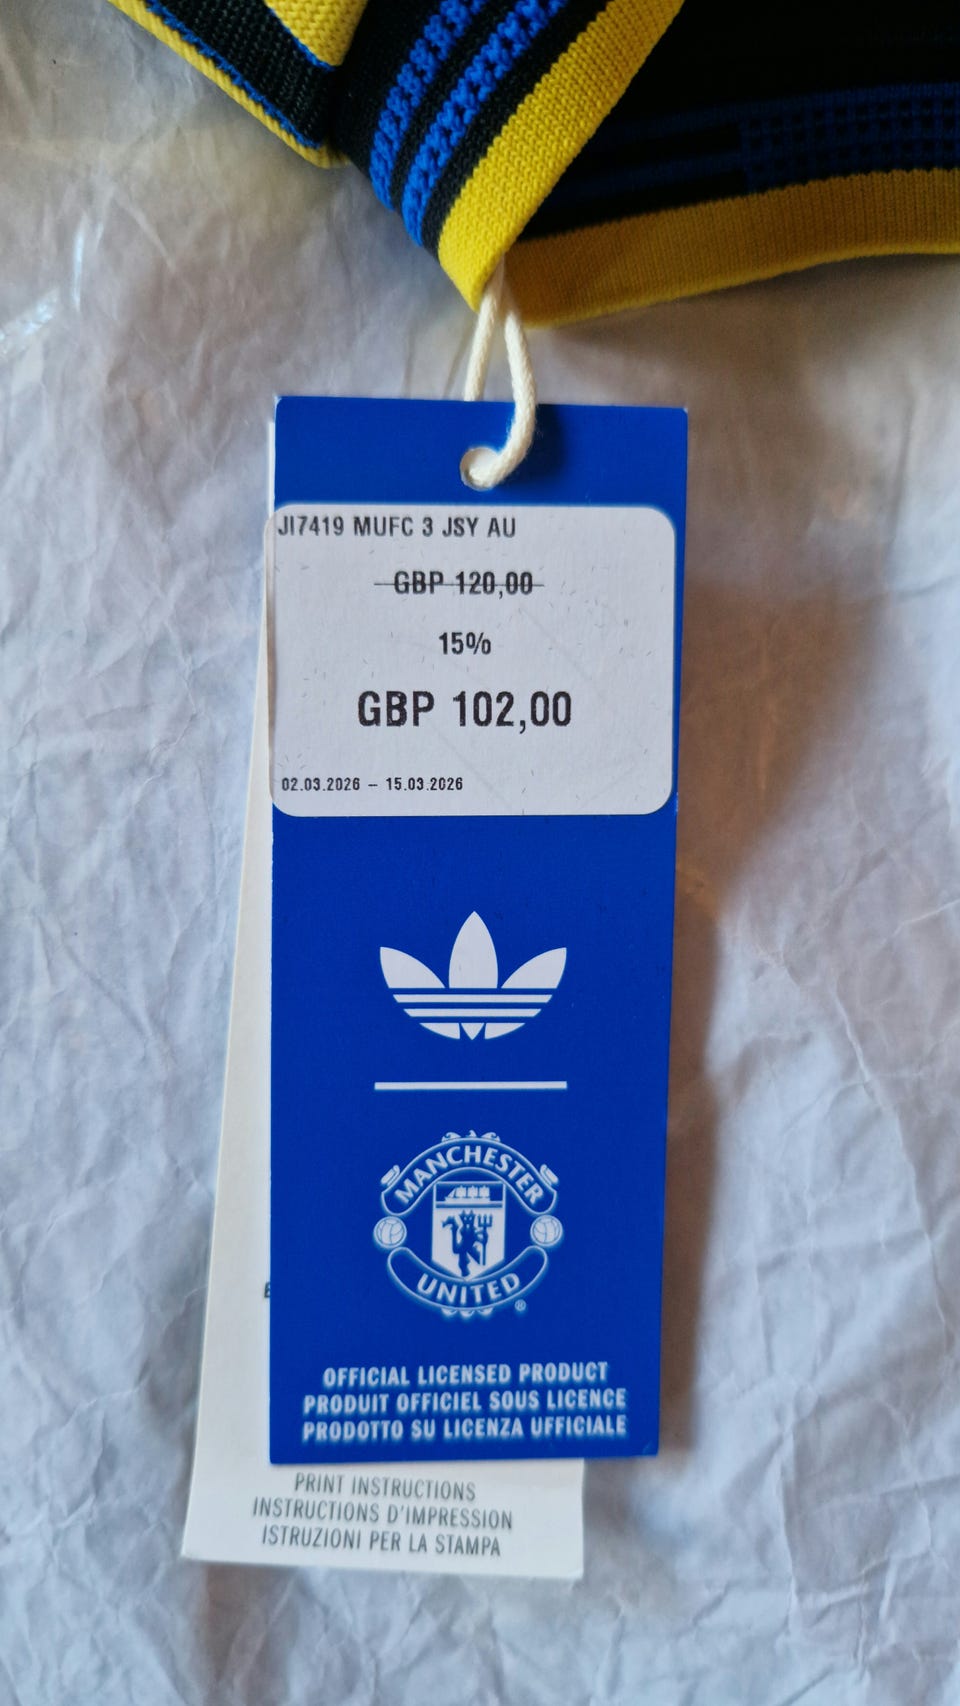 JI7419 MUFC 3 JSY AU
GBP 120,00
15%
GBP 102,00
02.03.2026 – 15.03.2026
MANCHESTER
UNITED
®
OFFICIAL LICENSED PRODUCT
PRODUIT OFFICIEL SOUS LICENCE
PRODOTTO SU LICENZA UFFICIALE
PRINT INSTRUCTIONS
INSTRUCTIONS D'IMPRESSION
ISTRUZIONI PER LA STAMPA